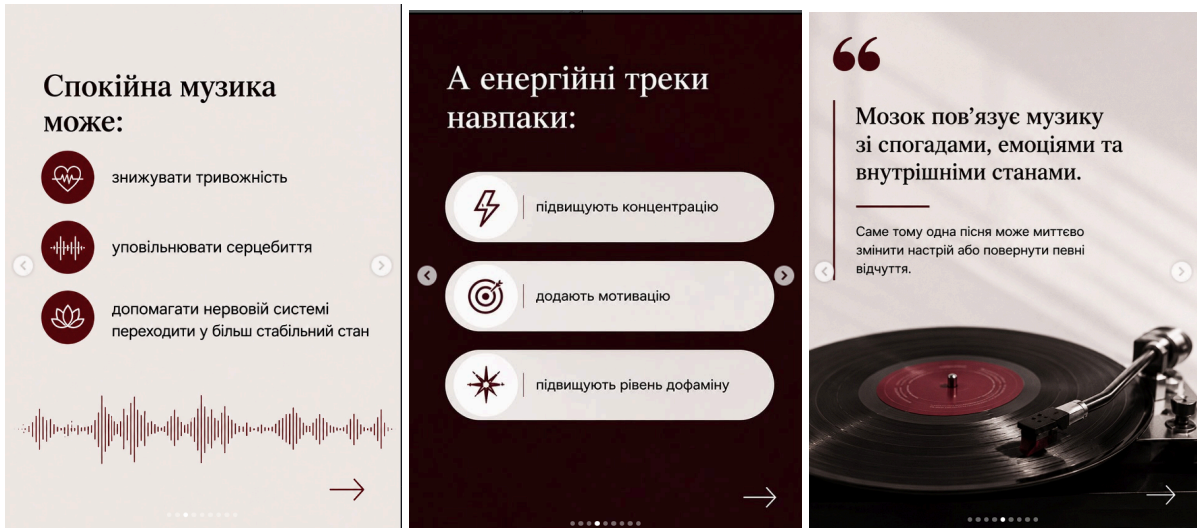 Спокійна музика
може:
знижувати тривожність
уповільнювати серцебиття
допомагати нервовій системі
переходити у більш стабільний стан
А енергійні треки
навпаки:
підвищують концентрацію
додають мотивацію
підвищують рівень дофаміну
Мозок пов’язує музику
зі спогадами, емоціями та
внутрішніми станами.
Саме тому одна пісня може миттєво
змінити настрій або повернути певні
відчуття.